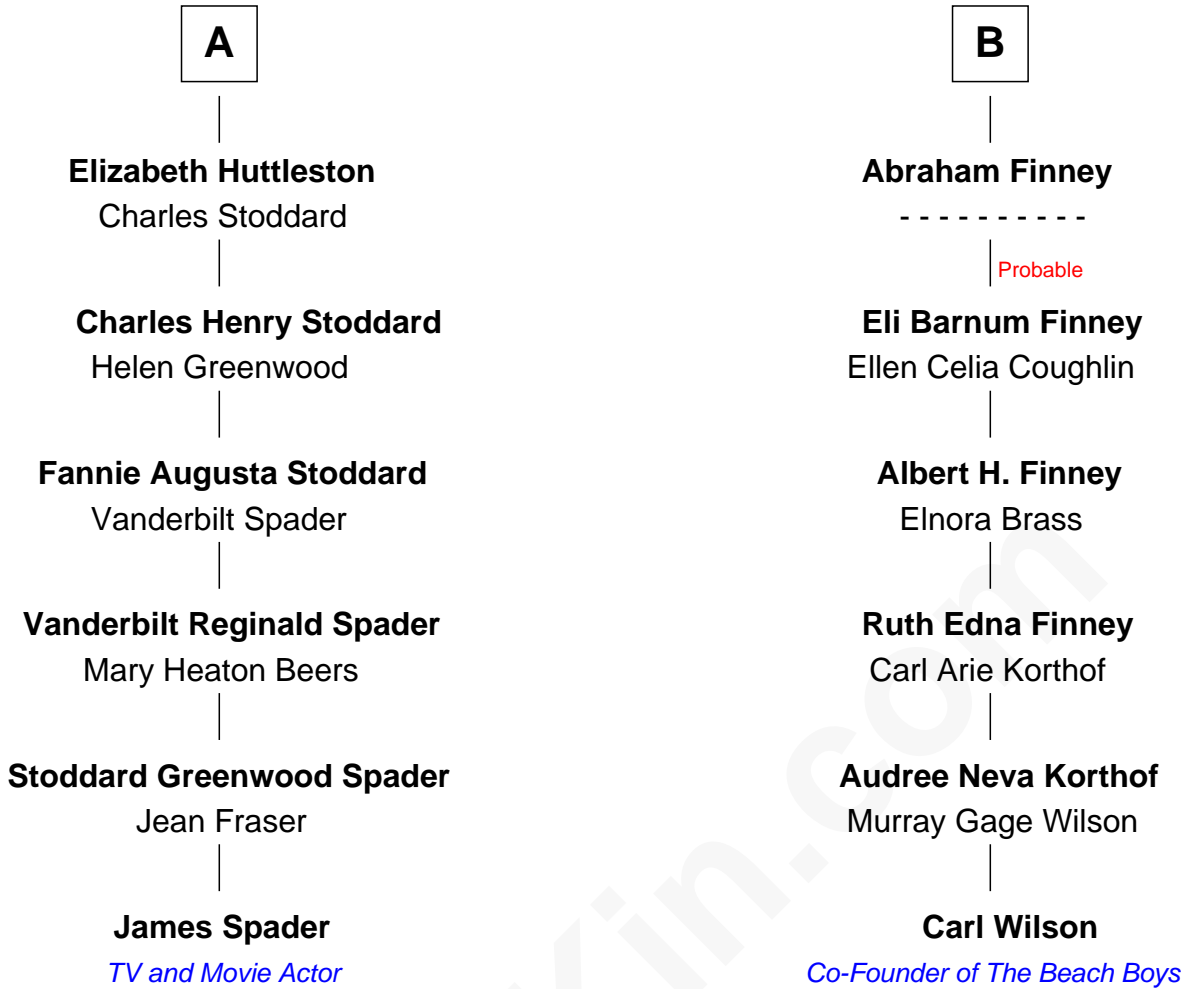 A
B
Elizabeth Huttleston
Charles Stoddard
Abraham Finney
- - - - - - - - - -
Probable
Charles Henry Stoddard
Helen Greenwood
Eli Barnum Finney
Ellen Celia Coughlin
Fannie Augusta Stoddard
Vanderbilt Spader
Albert H. Finney
Elnora Brass
Vanderbilt Reginald Spader
Mary Heaton Beers
Ruth Edna Finney
Carl Arie Korthof
Stoddard Greenwood Spader
Jean Fraser
Audree Neva Korthof
Murray Gage Wilson
James Spader
TV and Movie Actor
Carl Wilson
Co-Founder of The Beach Boys
Kin.com